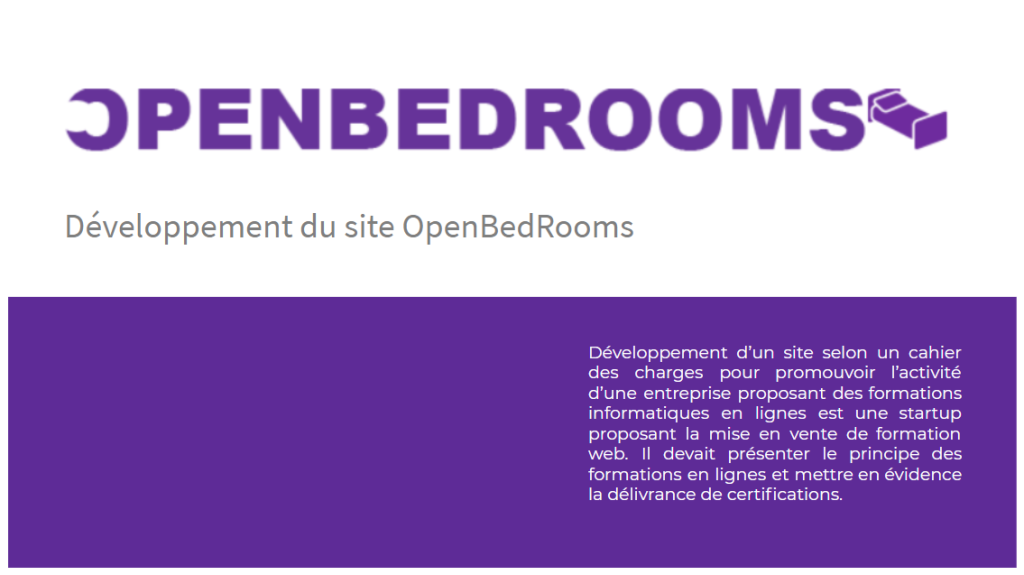 OPENBEDROOMS
Développement du site OpenBedRooms
Développement d’un site selon un cahier
des charges pour promouvoir l’activité
d’une entreprise proposant des formations
informatiques en lignes est une startup
proposant la mise en vente de formation
web. Il devait présenter le principe des
formations en lignes et mettre en évidence
la délivrance de certifications.